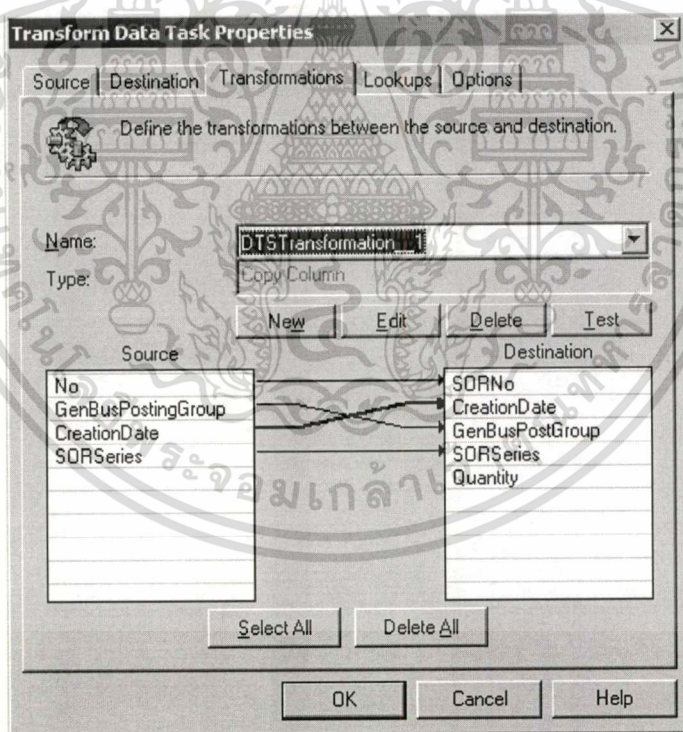 Transform Data Task Properties
Source Destination Transformations Lookups Options
Define the transformations between the source and destination.
Name: DTSTransformation__1
Type: Copy Column
New Edit Delete Test
Source Destination
No SORNo
GenBusPostingGroup CreationDate
CreationDate GenBusPostGroup
SORSeries SORSeries
Quantity
Select All Delete All
OK Cancel Help